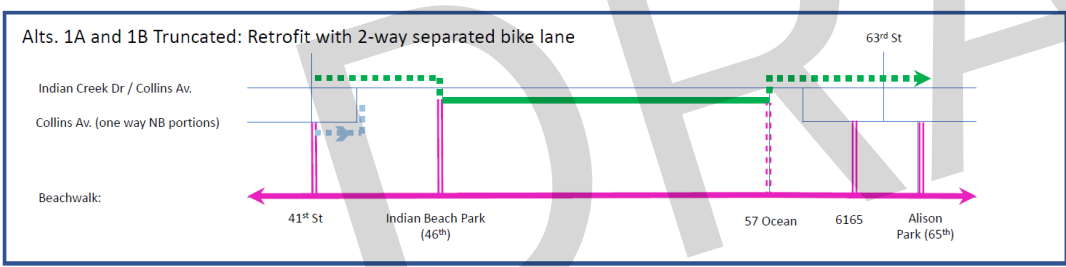 Alts. 1A and 1B Truncated: Retrofit with 2-way separated bike lane
63rd St
Indian Creek Dr / Collins Av.
Collins Av. (one way NB portions)
Beachwalk:
41st St
Indian Beach Park
(46th)
57 Ocean
6165
Alison
Park (65th)
DRA